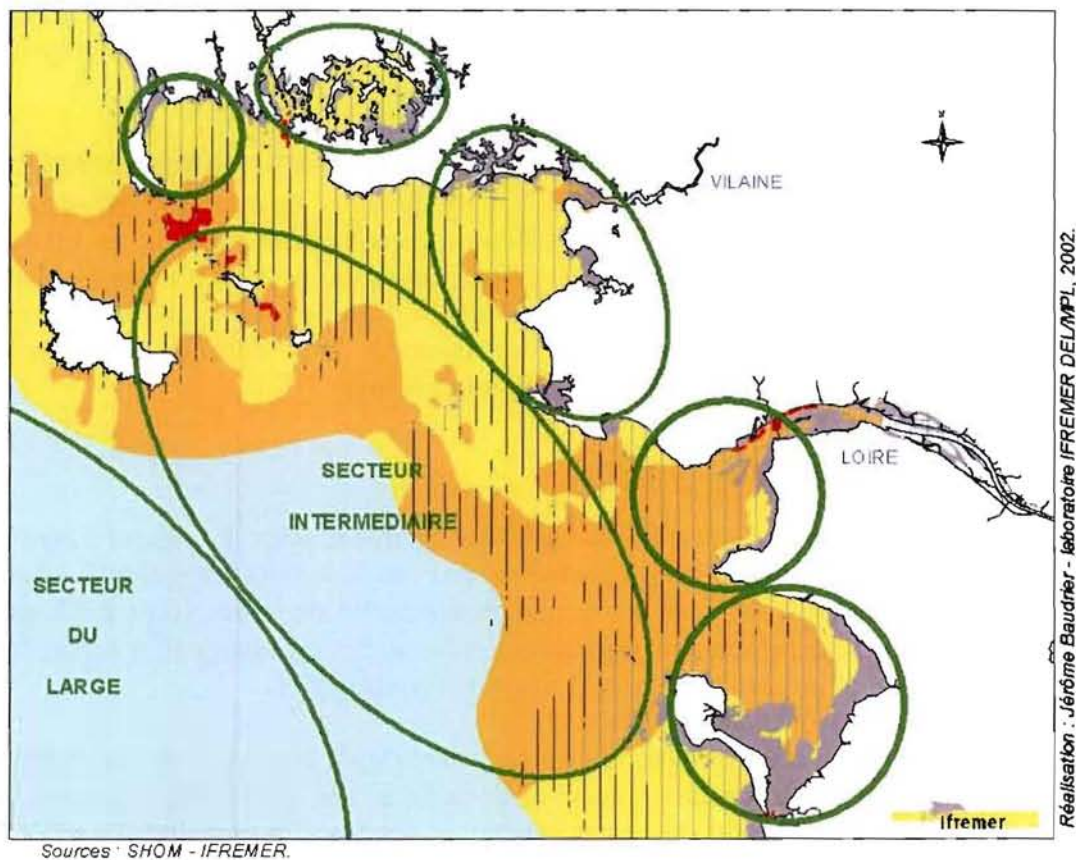 VILAINE
LOIRE
SECTEUR
INTERMEDIAIRE
SECTEUR
DU
LARGE
Ifremer
Réalisation : Jérôme Baudrier - laboratoire IFREMER DEL/MPL, 2002.
Sources : SHOM - IFREMER.